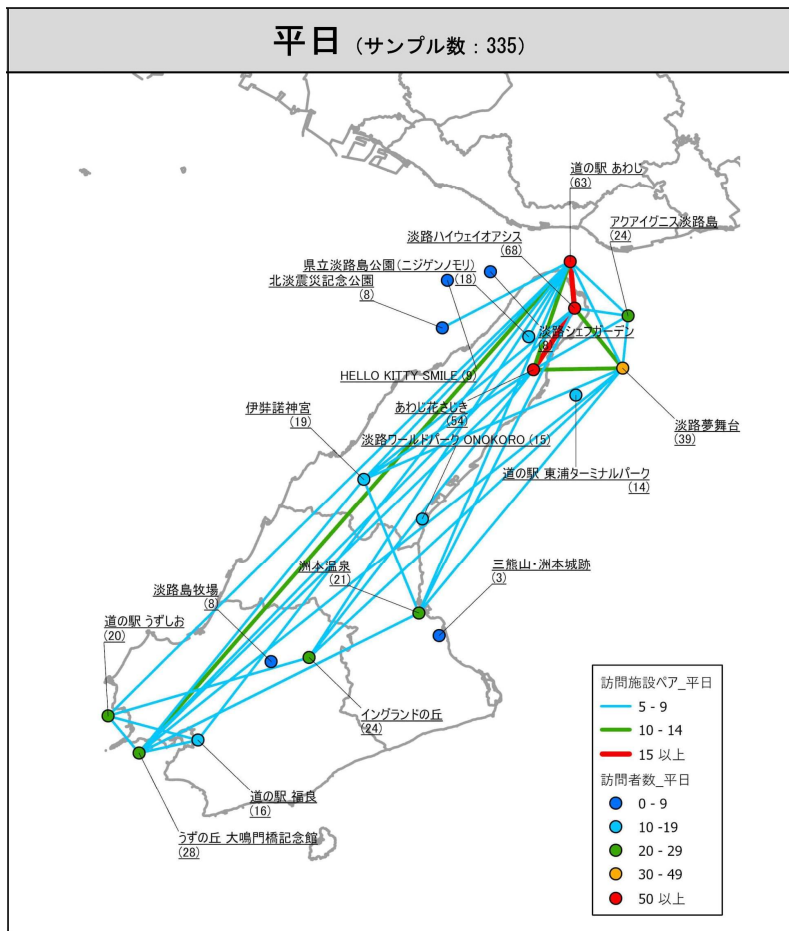 平日 (サンプル数：335)
道の駅 あわじ
(63)
アクアイグニス淡路島
(24)
淡路ハイウェイオアシス
(68)
県立淡路島公園(ニジゲンノモリ)
(18)
北淡震災記念公園
(8)
淡路シェフガーデン
(9)
HELLO KITTY SMILE (9)
あわじ花さじき
(54)
淡路夢舞台
(39)
伊弉諾神宮
(19)
淡路ワールドパーク ONOKORO (15)
道の駅 東浦ターミナルパーク
(14)
洲本温泉
(21)
三熊山・洲本城跡
(3)
淡路島牧場
(8)
道の駅 うずしお
(20)
イングランドの丘
(24)
道の駅 福良
(16)
うずの丘 大鳴門橋記念館
(28)
訪問施設ペア_平日
5 - 9
10 - 14
15 以上
訪問者数_平日
0 - 9
10 -19
20 - 29
30 - 49
50 以上